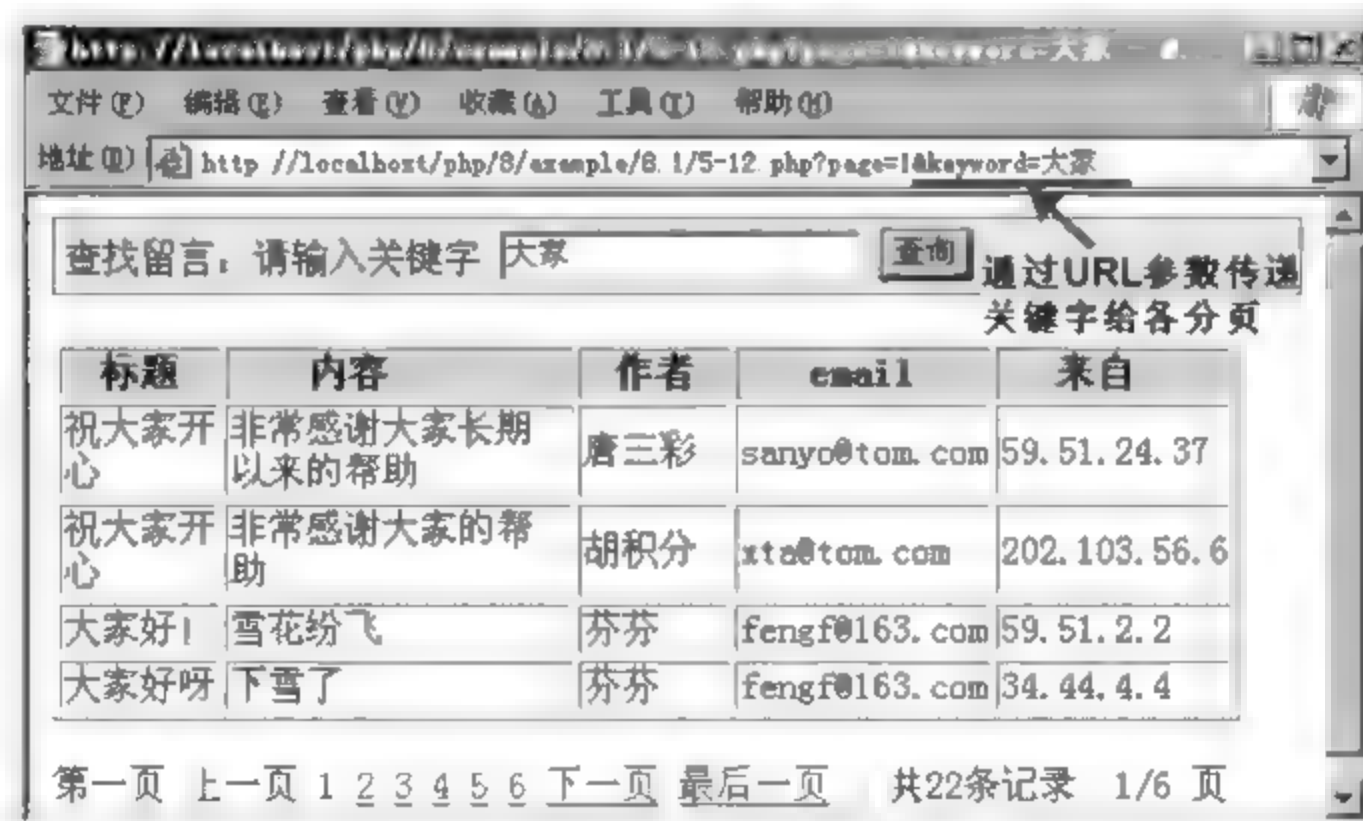 文件(F) 编辑(E) 查看(V) 收藏(A) 工具(T) 帮助(H)
地址(D) http //localhost/php/8/example/8.1/5-12.php?page=1&keyword=大家
查找留言，请输入关键字 大家 查询
通过URL参数传递
关键字给各分页
标题 内容 作者 email 来自
祝大家开心 非常感谢大家长期以来的帮助 唐三彩 sanyo@tom.com 59.51.24.37
祝大家开心 非常感谢大家的帮助 胡积分 xta@tom.com 202.103.56.6
大家好! 雪花纷飞 芬芬 fengf@163.com 59.51.2.2
大家好呀 下雪了 芬芬 fengf@163.com 34.44.4.4
第一页 上一页 1 2 3 4 5 6 下一页 最后一页 共22条记录 1/6 页